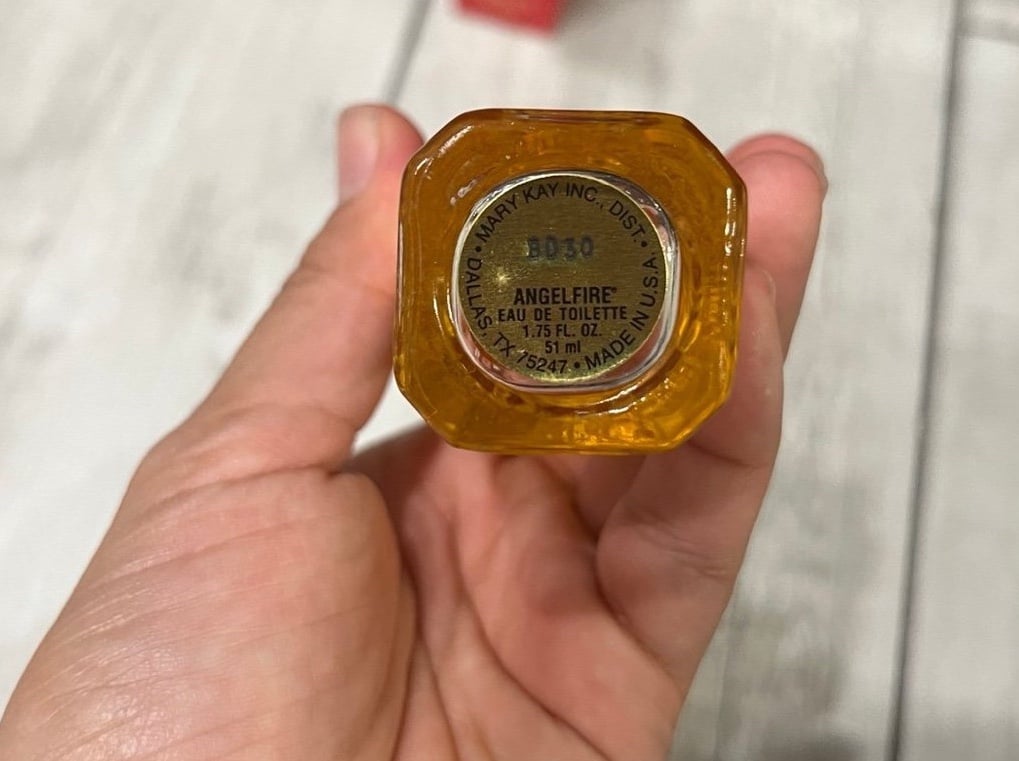 MARY KAY INC., DIST.
BD30
ANGELFIRE®
EAU DE TOILETTE
1.75 FL. OZ.
51 ml
DALLAS, TX 75247 • MADE IN U.S.A. •